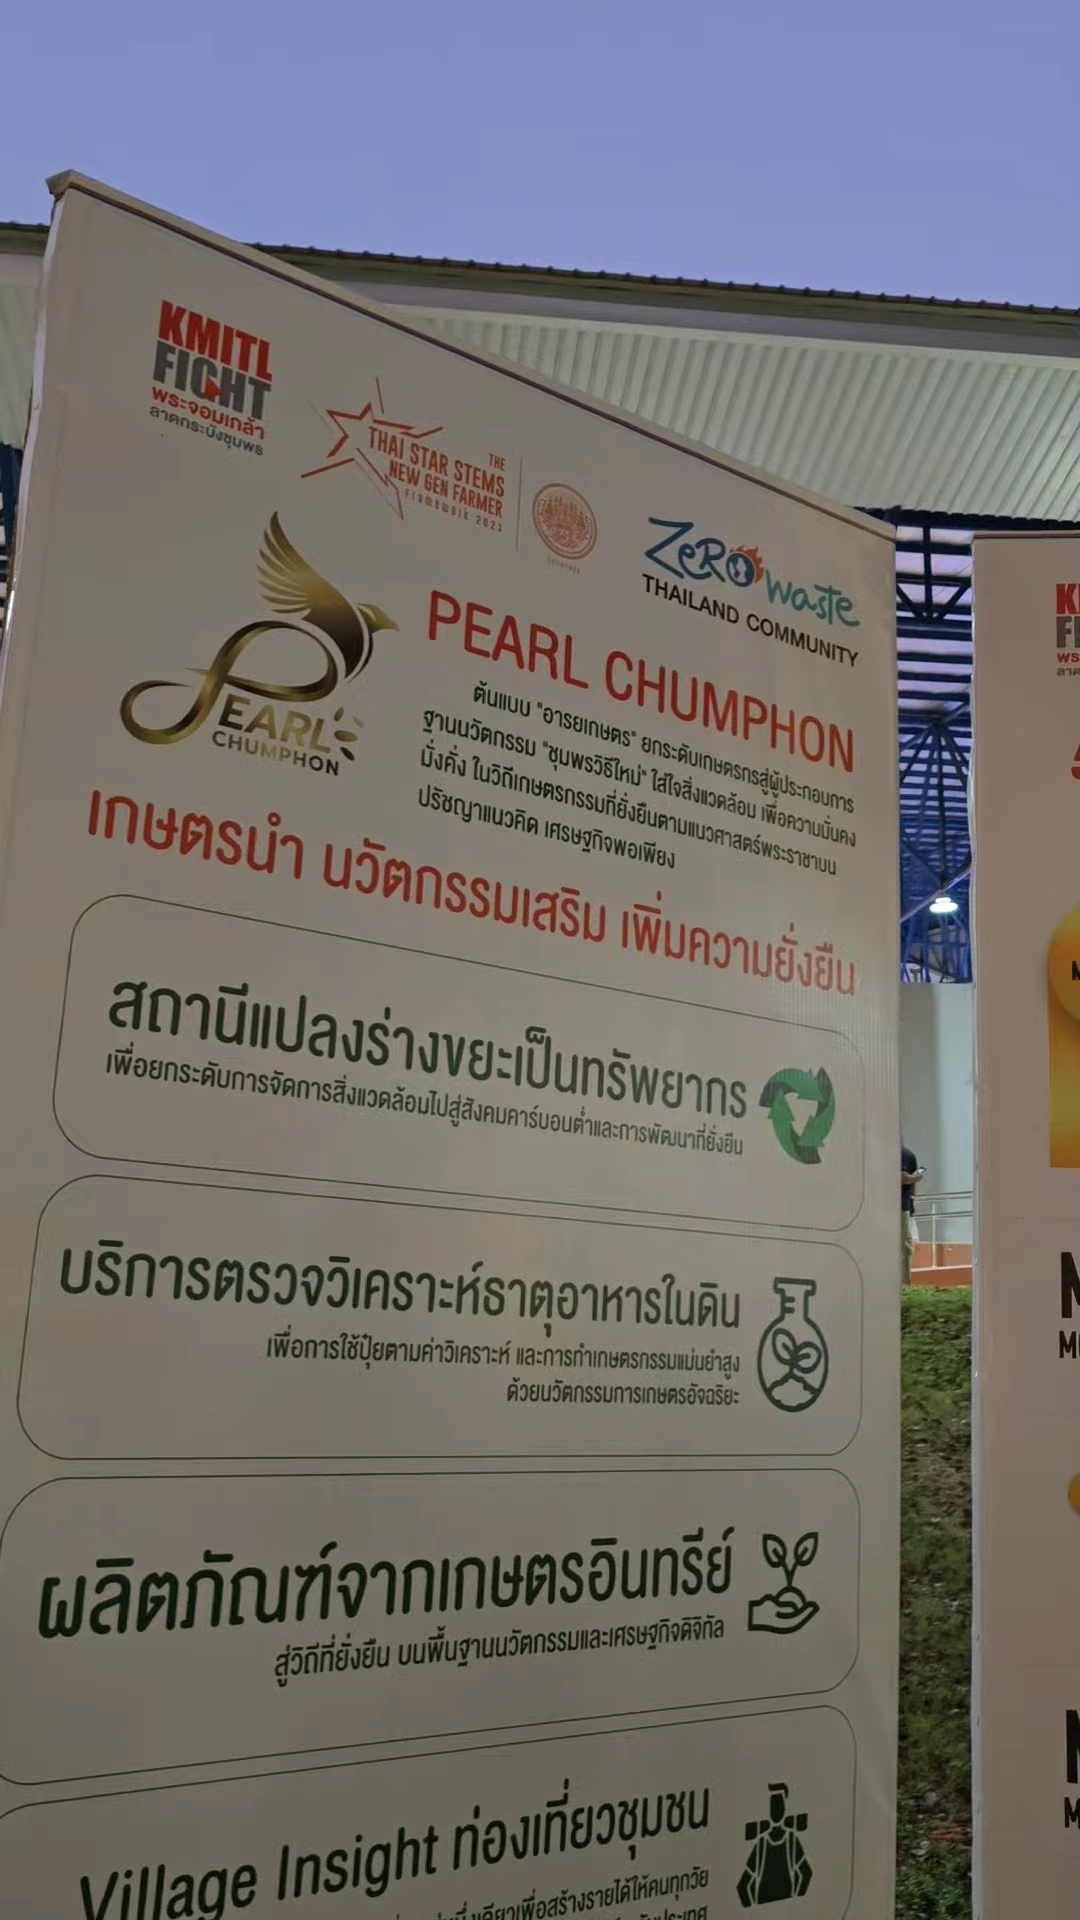 KMITL
FIGHT
พระจอมเกล้า
ลาดกระบังชุมพร
THE
THAI STAR STEMS
NEW GEN FARMER
Framework 2023
ZeRO waste
THAILAND COMMUNITY
PEARL
CHUMPHON
PEARL CHUMPHON
ต้นแบบ "อารยเกษตร" ยกระดับเกษตรกรสู่ผู้ประกอบการ
ฐานนวัตกรรม "ชุมพรวิธีใหม่" ใส่ใจสิ่งแวดล้อม เพื่อความมั่นคง
มั่งคั่ง ในวิถีเกษตรกรรมที่ยั่งยืนตามแนวศาสตร์พระราชาบน
ปรัชญาแนวคิด เศรษฐกิจพอเพียง
เกษตรนำ นวัตกรรมเสริม เพิ่มความยั่งยืน
สถานีแปลงร่างขยะเป็นทรัพยากร
เพื่อยกระดับการจัดการสิ่งแวดล้อมไปสู่สังคมคาร์บอนต่ำและการพัฒนาที่ยั่งยืน
บริการตรวจวิเคราะห์ธาตุอาหารในดิน
เพื่อการใช้ปุ๋ยตามค่าวิเคราะห์ และการทำเกษตรกรรมแม่นยำสูง
ด้วยนวัตกรรมการเกษตรอัจฉริยะ
ผลิตภัณฑ์จากเกษตรอินทรีย์
สู่วิถีที่ยั่งยืน บนพื้นฐานนวัตกรรมและเศรษฐกิจดิจิทัล
Village Insight ท่องเที่ยวชุมชน
เพื่อสร้างรายได้ให้คนทุกวัย